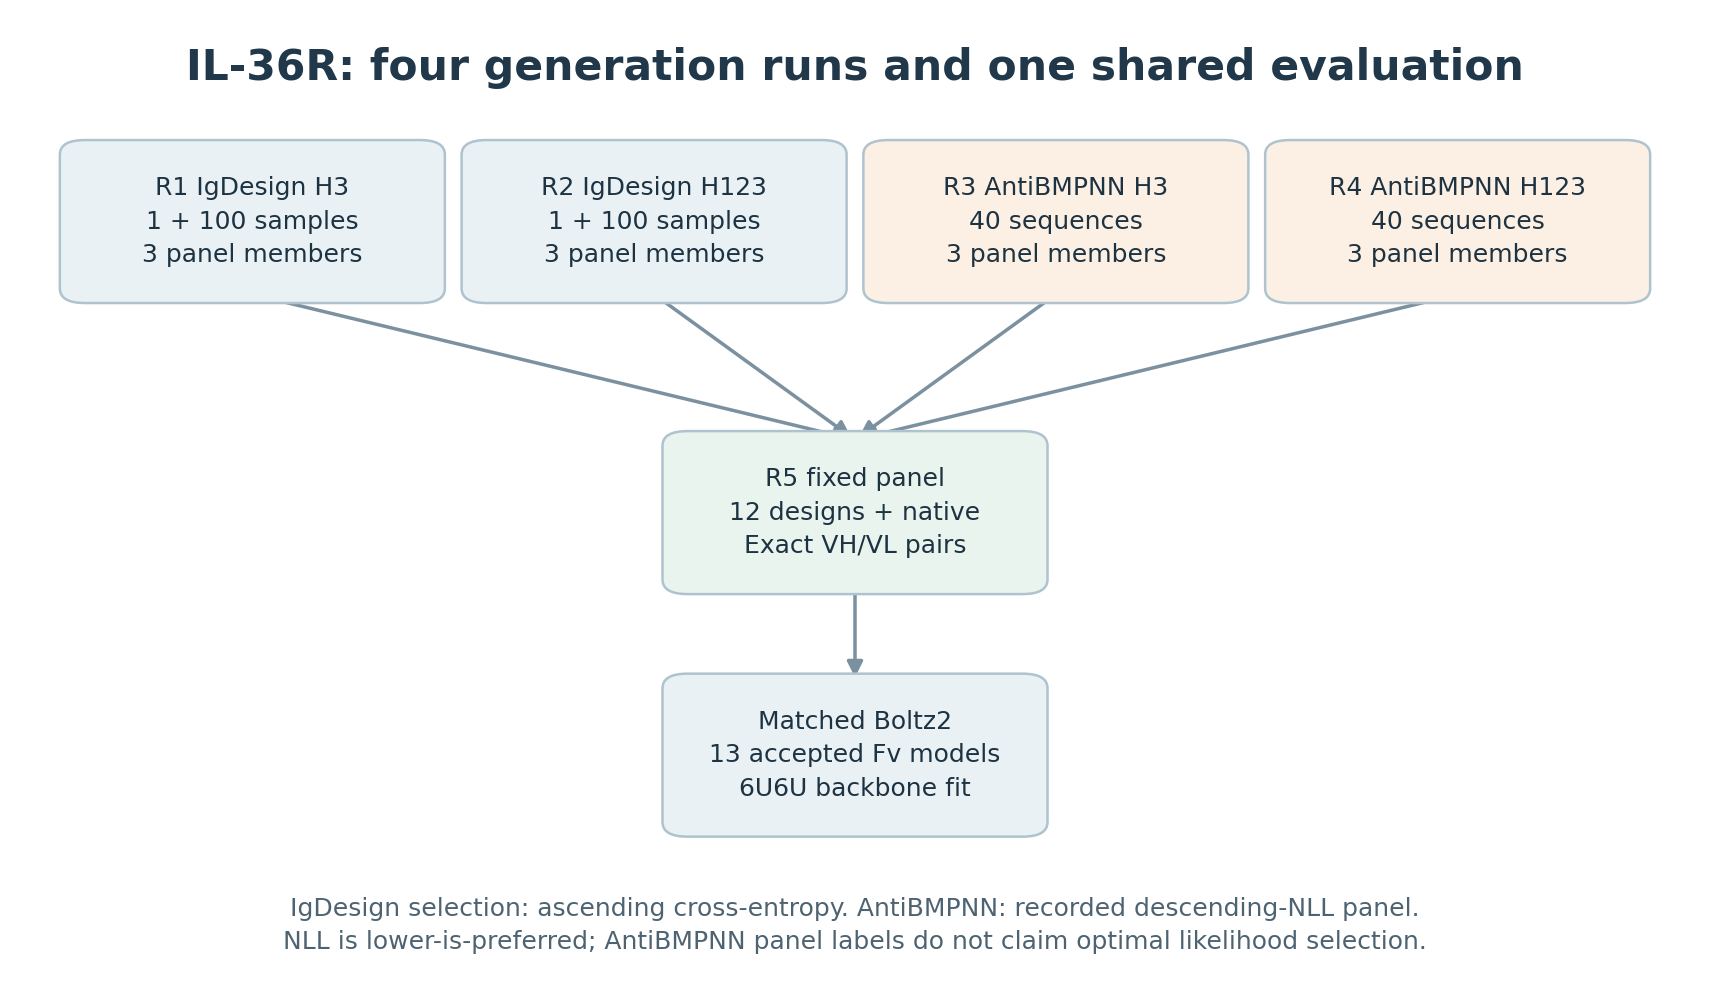 IL-36R: four generation runs and one shared evaluation
R1 IgDesign H3
1 + 100 samples
3 panel members
R2 IgDesign H123
1 + 100 samples
3 panel members
R3 AntiBMPNN H3
40 sequences
3 panel members
R4 AntiBMPNN H123
40 sequences
3 panel members
R5 fixed panel
12 designs + native
Exact VH/VL pairs
Matched Boltz2
13 accepted Fv models
6U6U backbone fit
IgDesign selection: ascending cross-entropy. AntiBMPNN: recorded descending-NLL panel.
NLL is lower-is-preferred; AntiBMPNN panel labels do not claim optimal likelihood selection.